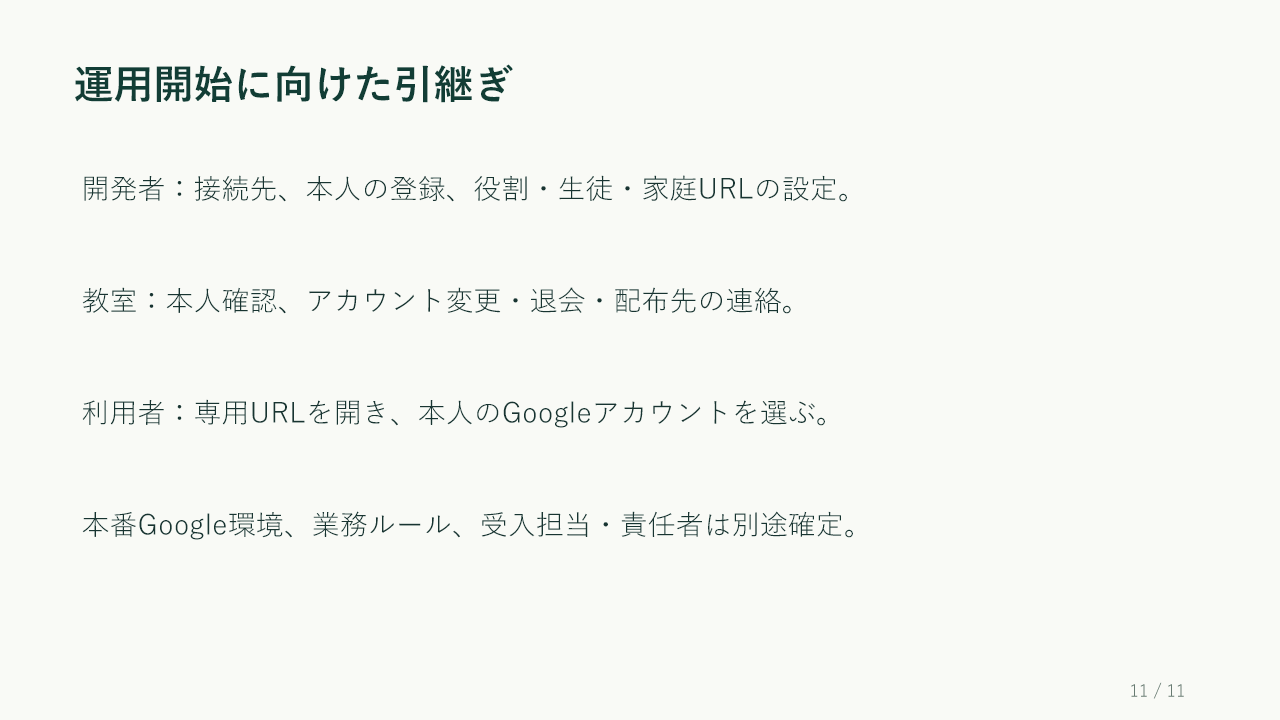 運用開始に向けた引継ぎ
開発者：接続先、本人の登録、役割・生徒・家庭URLの設定。
教室：本人確認、アカウント変更・退会・配布先の連絡。
利用者：専用URLを開き、本人のGoogleアカウントを選ぶ。
本番Google環境、業務ルール、受入担当・責任者は別途確定。
11 / 11